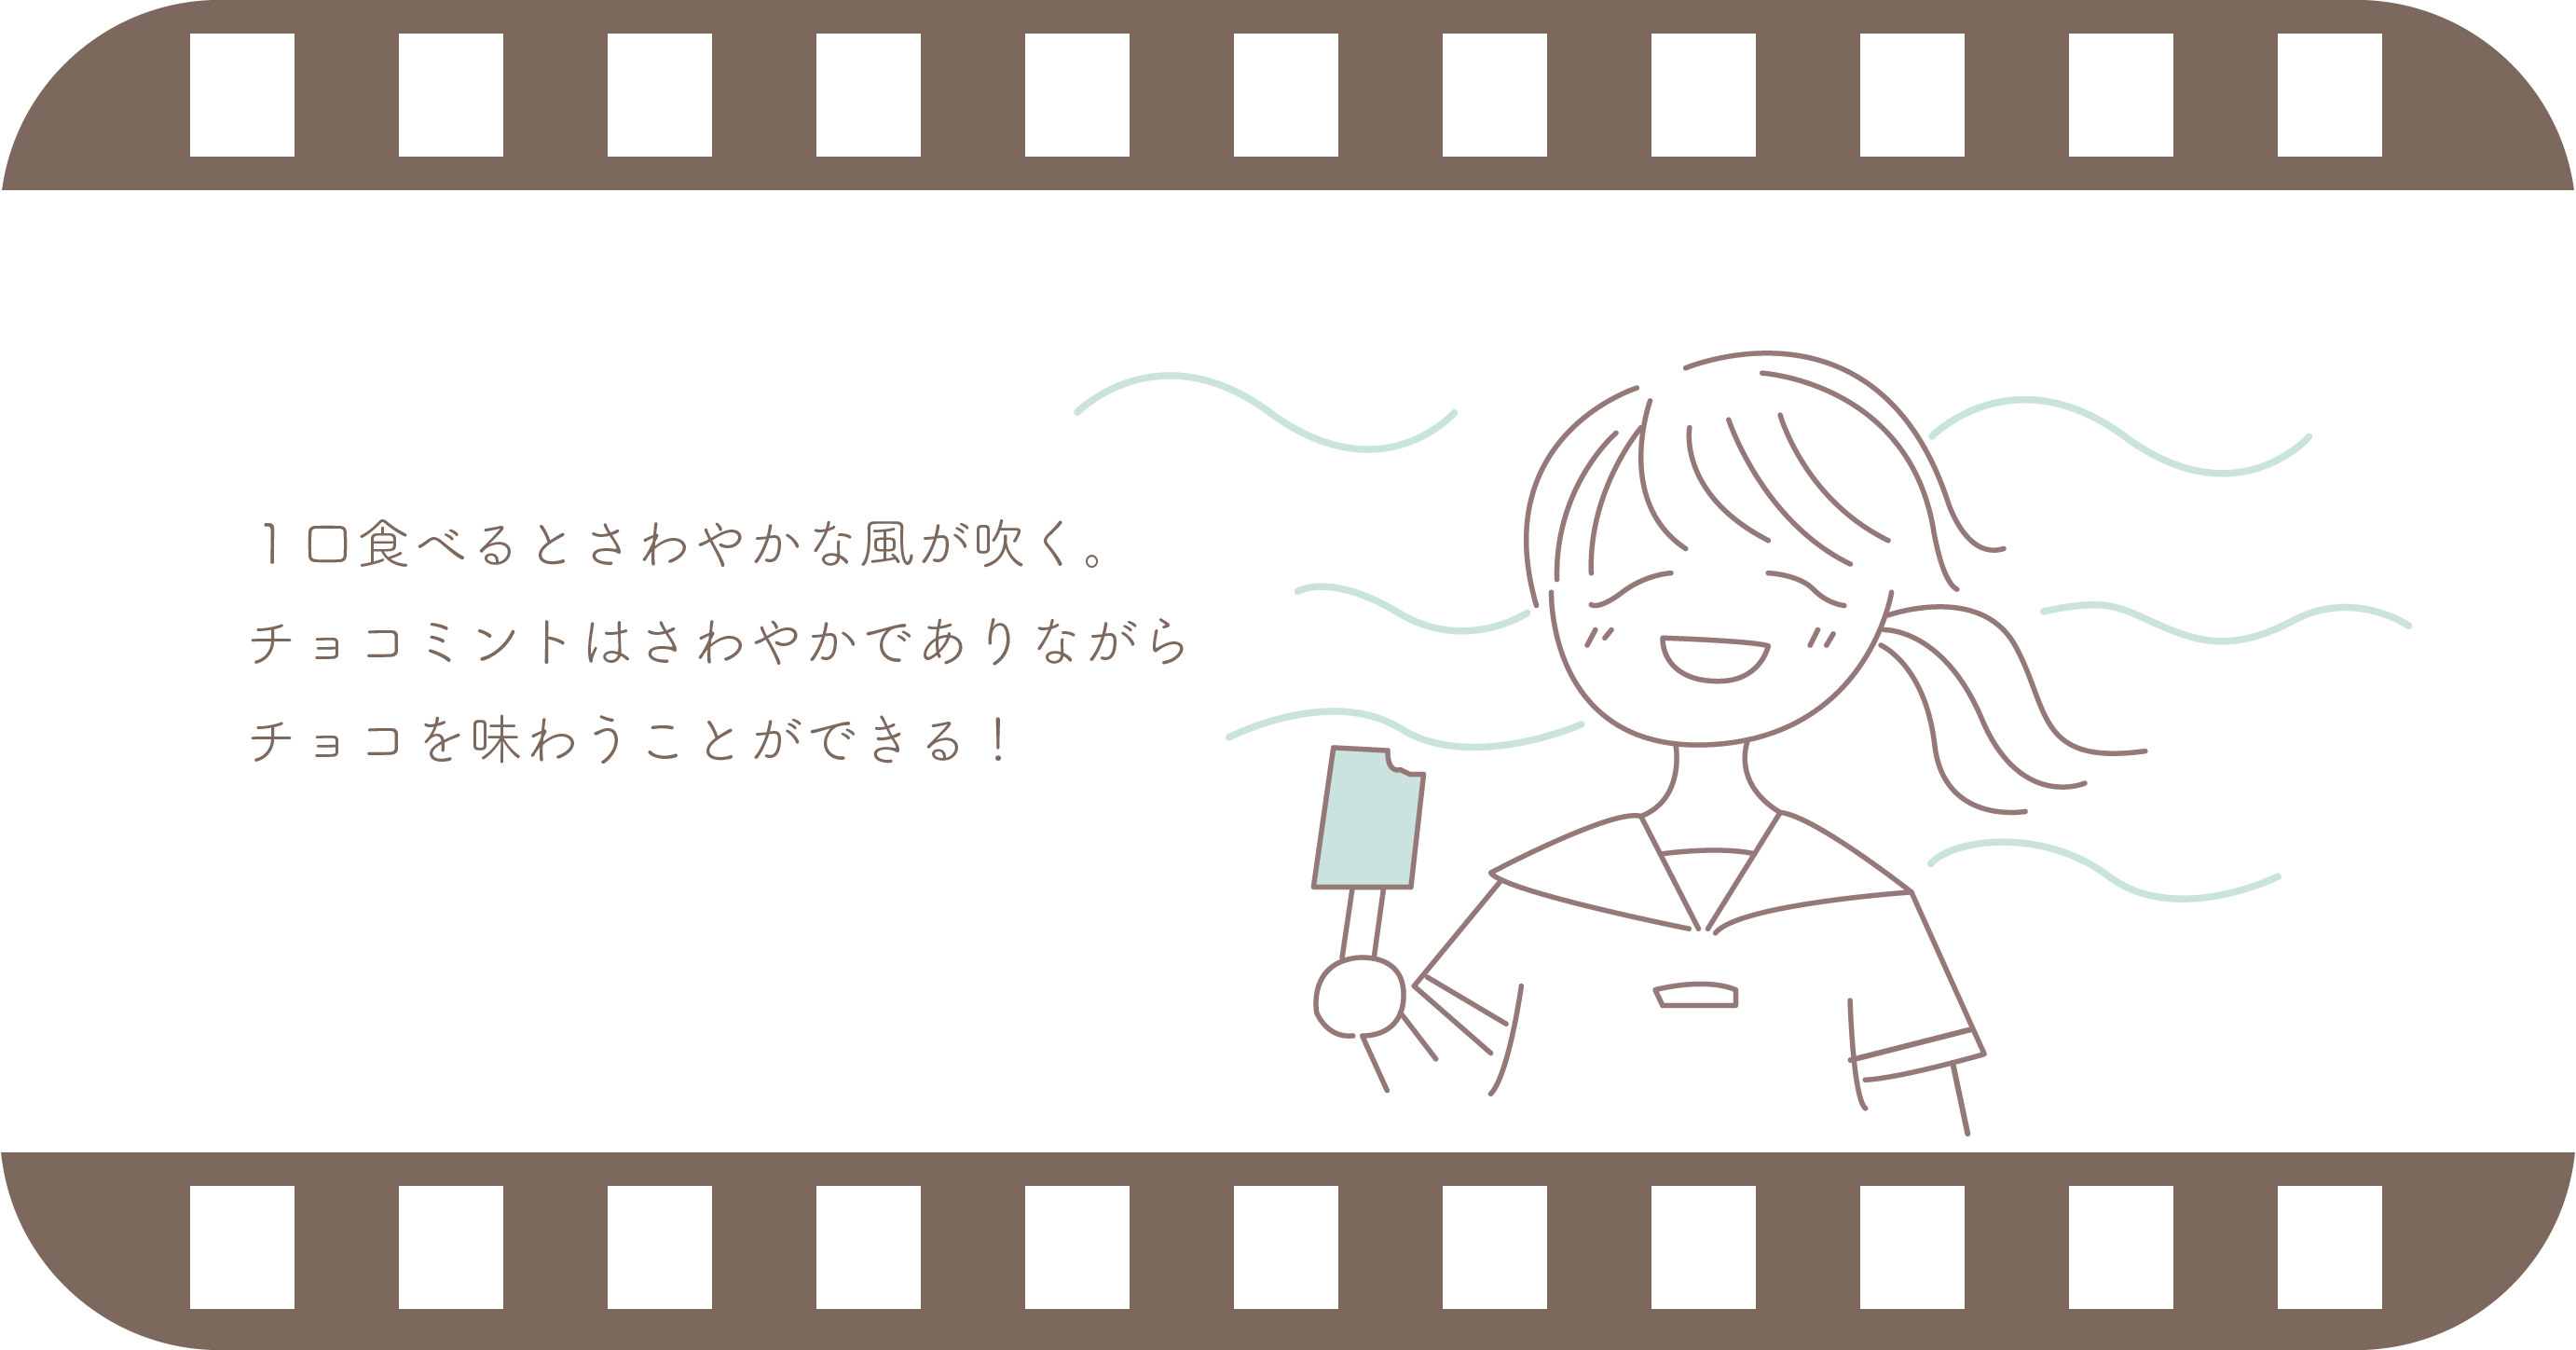 １口食べるとさわやかな風が吹く。
チョコミントはさわやかでありながら
チョコを味わうことができる！